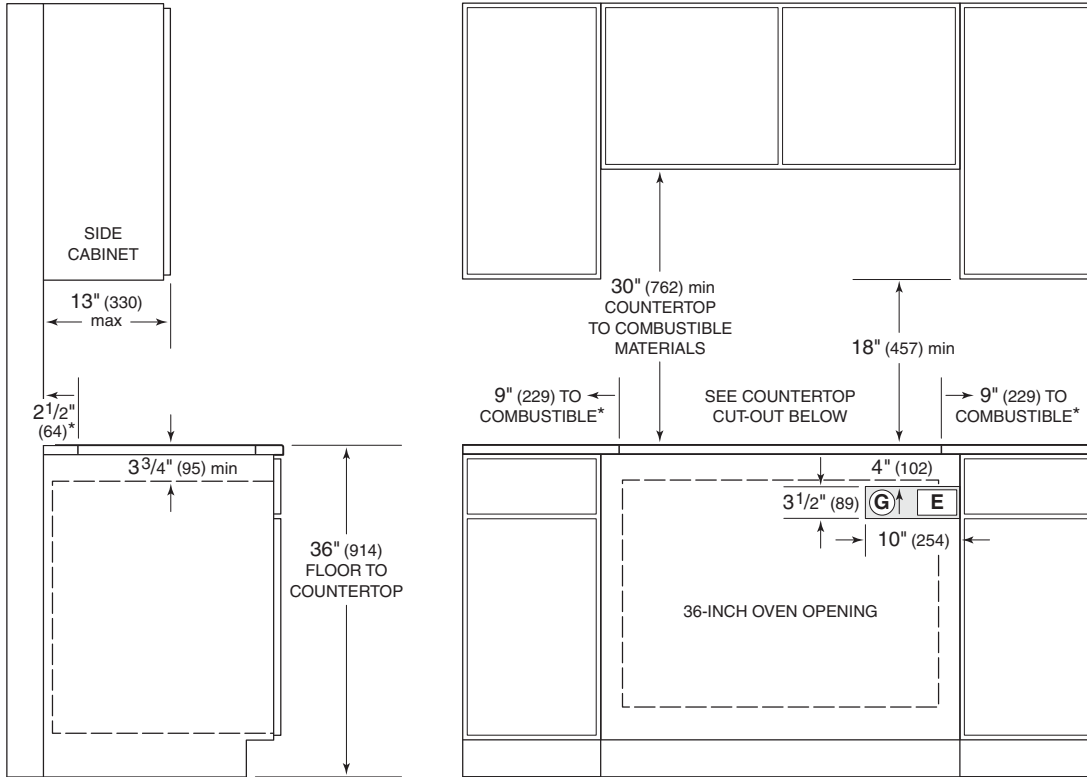 SIDE
CABINET
13" (330)
max
2 1/2"
(64)*
3 3/4" (95) min
36" (914)
FLOOR TO
COUNTERTOP
30" (762) min
COUNTERTOP
TO COMBUSTIBLE
MATERIALS
18" (457) min
9" (229) TO
COMBUSTIBLE*
SEE COUNTERTOP
CUT-OUT BELOW
9" (229) TO
COMBUSTIBLE*
4" (102)
3 1/2" (89)
G
E
10" (254)
36-INCH OVEN OPENING